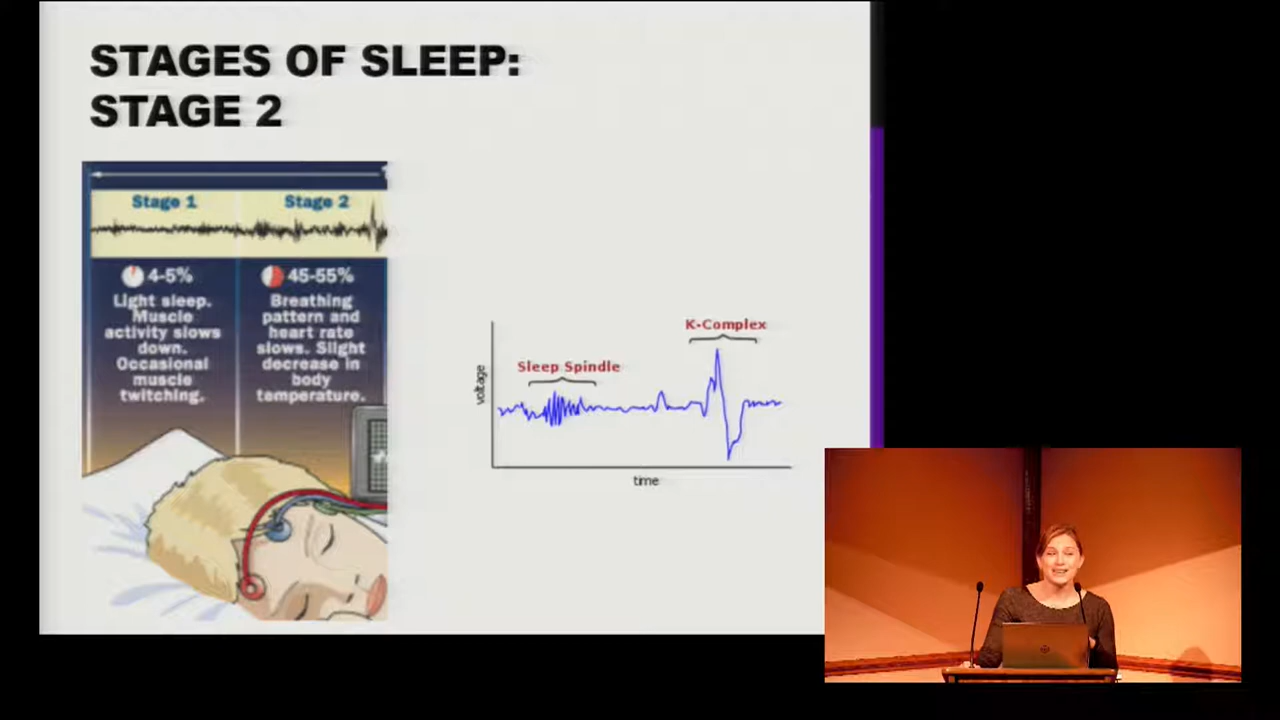 STAGES OF SLEEP:
STAGE 2
Stage 1
4-5%
Light sleep.
Muscle
activity slows
down.
Occasional
muscle
twitching.
Stage 2
45-55%
Breathing
pattern and
heart rate
slows. Slight
decrease in
body
temperature.
K-Complex
Sleep Spindle
voltage
time